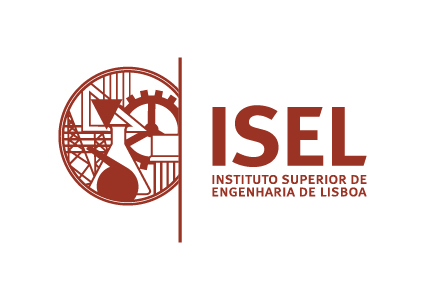 ISEL
INSTITUTO SUPERIOR DE
ENGENHARIA DE LISBOA